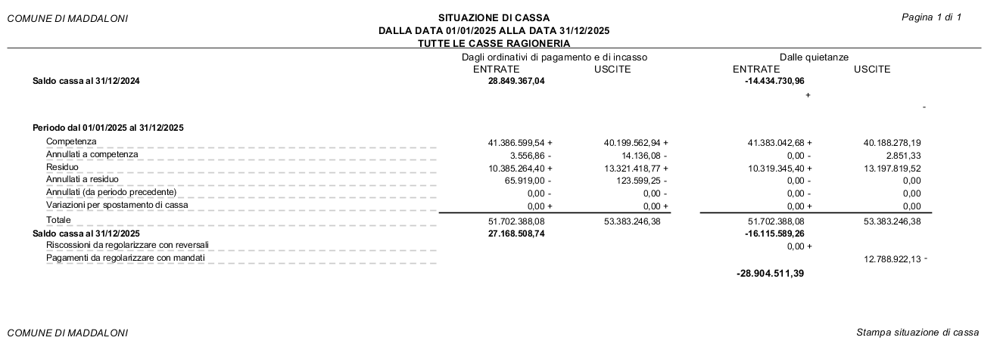 COMUNE DI MADDALONI SITUAZIONE DI CASSA Pagina 1 di 1
DALLA DATA 01/01/2025 ALLA DATA 31/12/2025
TUTTE LE CASSE RAGIONERIA
Dagli ordinativi di pagamento e di incasso Dalle quietanze
ENTRATE USCITE ENTRATE USCITE
Saldo cassa al 31/12/2024 28.849.367,04 -14.434.730,96
+
-
Periodo dal 01/01/2025 al 31/12/2025
Competenza 41.386.599,54 + 40.199.562,94 + 41.383.042,68 + 40.188.278,19
Annullati a competenza 3.556,86 - 14.136,08 - 0,00 - 2.851,33
Residuo 10.385.264,40 + 13.321.418,77 + 10.319.345,40 + 13.197.819,52
Annullati a residuo 65.919,00 - 123.599,25 - 0,00 - 0,00
Annullati (da periodo precedente) 0,00 - 0,00 - 0,00 - 0,00
Variazioni per spostamento di cassa 0,00 + 0,00 + 0,00 + 0,00
Totale 51.702.388,08 53.383.246,38 51.702.388,08 53.383.246,38
Saldo cassa al 31/12/2025 27.168.508,74 -16.115.589,26
Riscossioni da regolarizzare con reversali 0,00 +
Pagamenti da regolarizzare con mandati 12.788.922,13 -
-28.904.511,39
COMUNE DI MADDALONI Stampa situazione di cassa